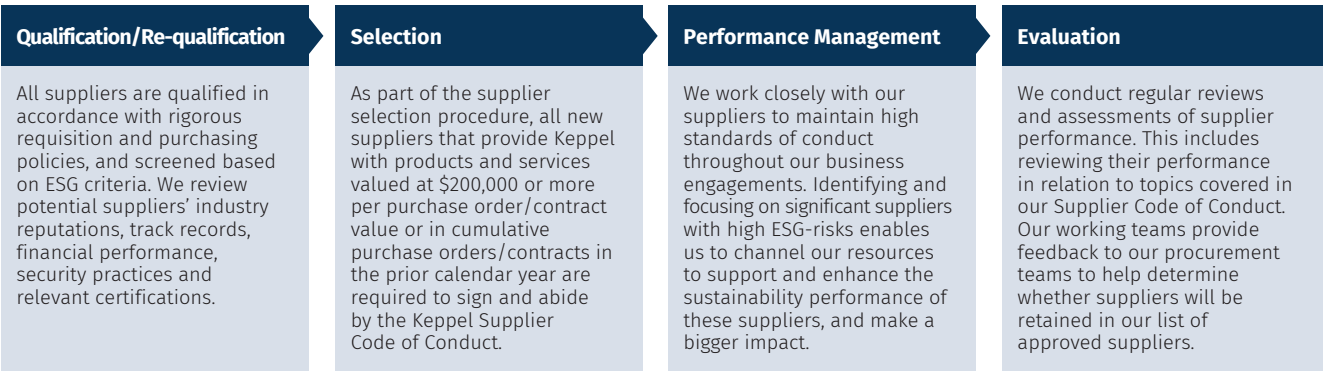 Qualification/Re-qualification
All suppliers are qualified in
accordance with rigorous
requisition and purchasing
policies, and screened based
on ESG criteria. We review
potential suppliers’ industry
reputations, track records,
financial performance,
security practices and
relevant certifications.
Selection
As part of the supplier
selection procedure, all new
suppliers that provide Keppel
with products and services
valued at $200,000 or more
per purchase order/contract
value or in cumulative
purchase orders/contracts in
the prior calendar year are
required to sign and abide
by the Keppel Supplier
Code of Conduct.
Performance Management
We work closely with our
suppliers to maintain high
standards of conduct
throughout our business
engagements. Identifying and
focusing on significant suppliers
with high ESG-risks enables
us to channel our resources
to support and enhance the
sustainability performance of
these suppliers, and make a
bigger impact.
Evaluation
We conduct regular reviews
and assessments of supplier
performance. This includes
reviewing their performance
in relation to topics covered in
our Supplier Code of Conduct.
Our working teams provide
feedback to our procurement
teams to help determine
whether suppliers will be
retained in our list of
approved suppliers.